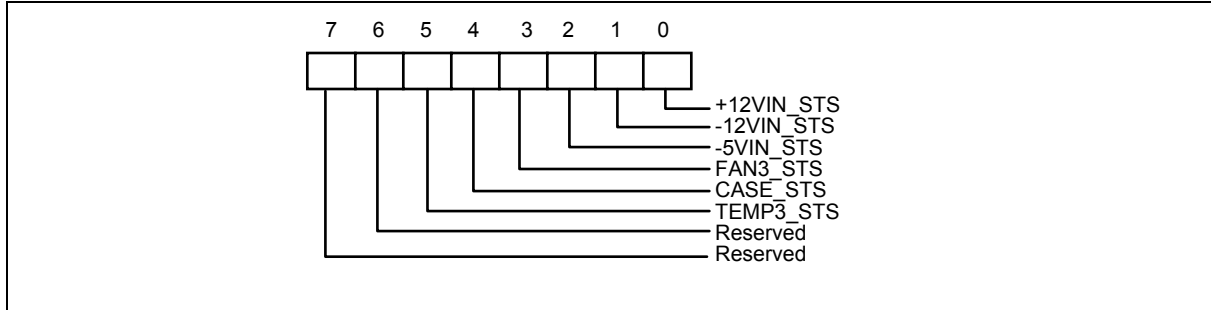 7 6 5 4 3 2 1 0
+12VIN_STS
-12VIN_STS
-5VIN_STS
FAN3_STS
CASE_STS
TEMP3_STS
Reserved
Reserved